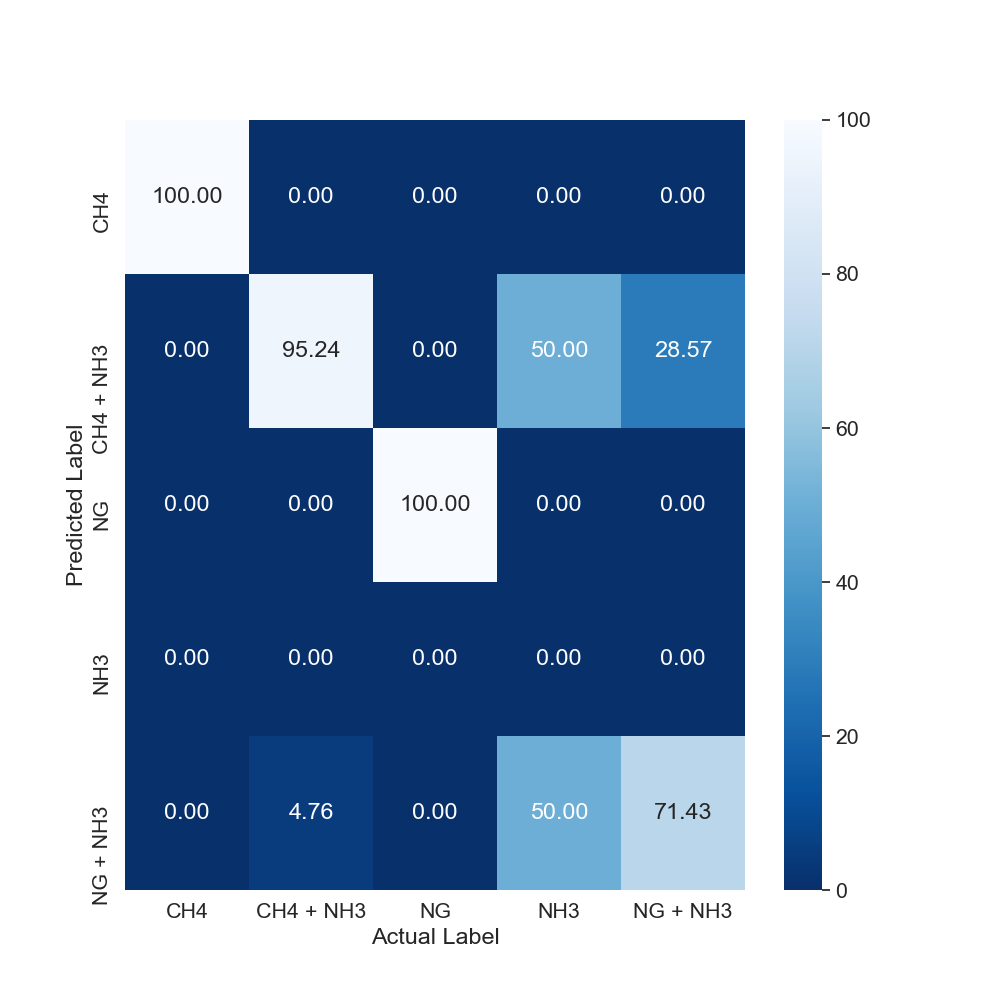 CH4 100.00 0.00 0.00 0.00 0.00
CH4 + NH3 0.00 95.24 0.00 50.00 28.57
NG 0.00 0.00 100.00 0.00 0.00
NH3 0.00 0.00 0.00 0.00 0.00
NG + NH3 0.00 4.76 0.00 50.00 71.43
CH4 CH4 + NH3 NG NH3 NG + NH3
Actual Label
Predicted Label
100
80
60
40
20
0